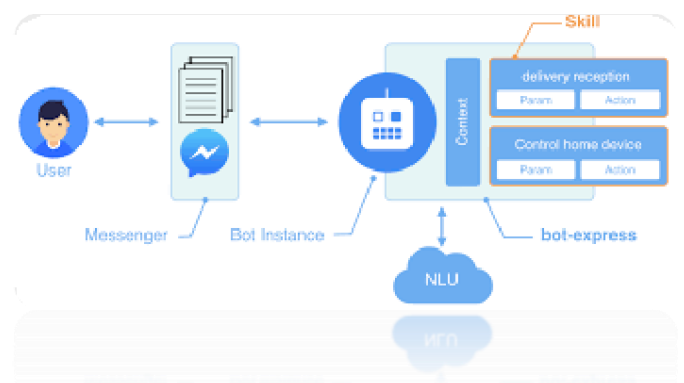 Skill
delivery reception
Param Action
Context
Control home device
Param Action
User
Messenger
Bot Instance
bot-express
NLU